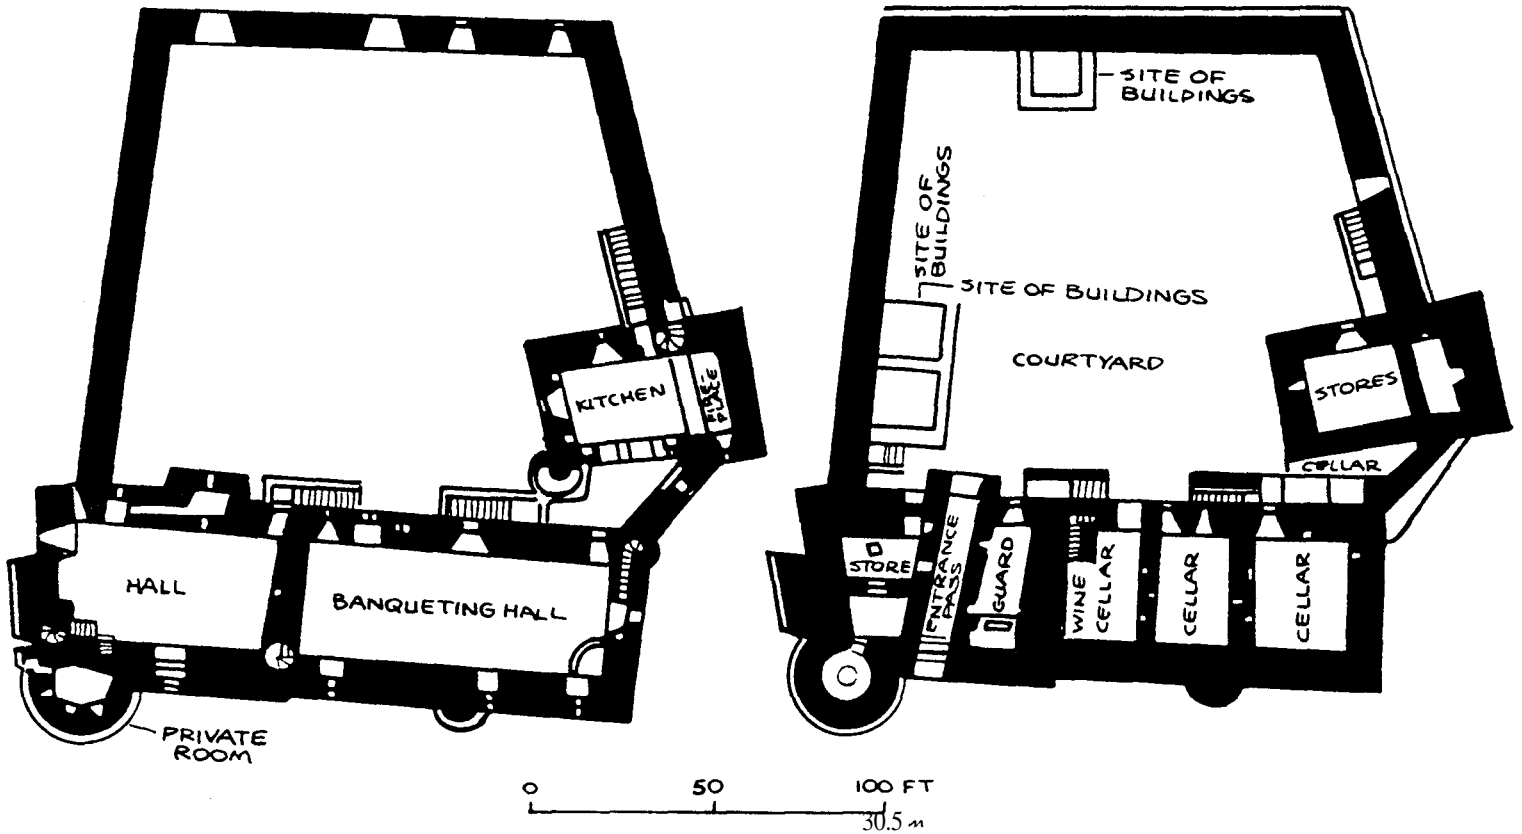 SITE OF
BUILDINGS
SITE OF
BUILDINGS
SITE OF BUILDINGS
COURTYARD
KITCHEN
FIRE-
PLACE
STORES
CELLAR
HALL
BANQUETING HALL
STORE
ENTRANCE
PASS
GUARD
WINE
CELLAR
CELLAR
CELLAR
PRIVATE
ROOM
0 50 100 FT
30.5 m